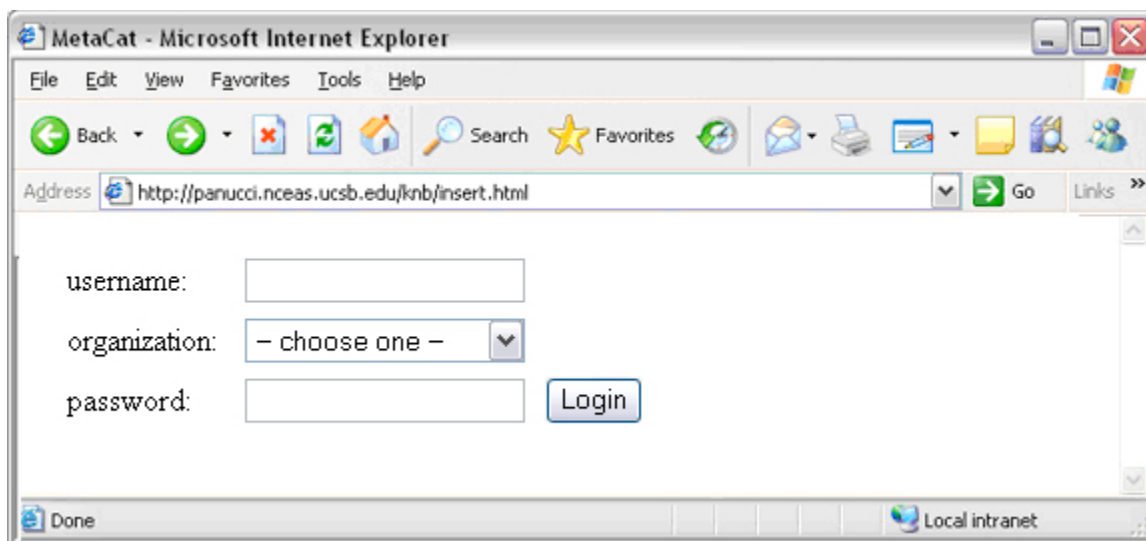 MetaCat - Microsoft Internet Explorer
File Edit View Favorites Tools Help
Back Search Favorites
Address http://panucci.nceas.ucsb.edu/knb/insert.html Go Links »
username:
organization: – choose one –
password: Login
Done Local intranet